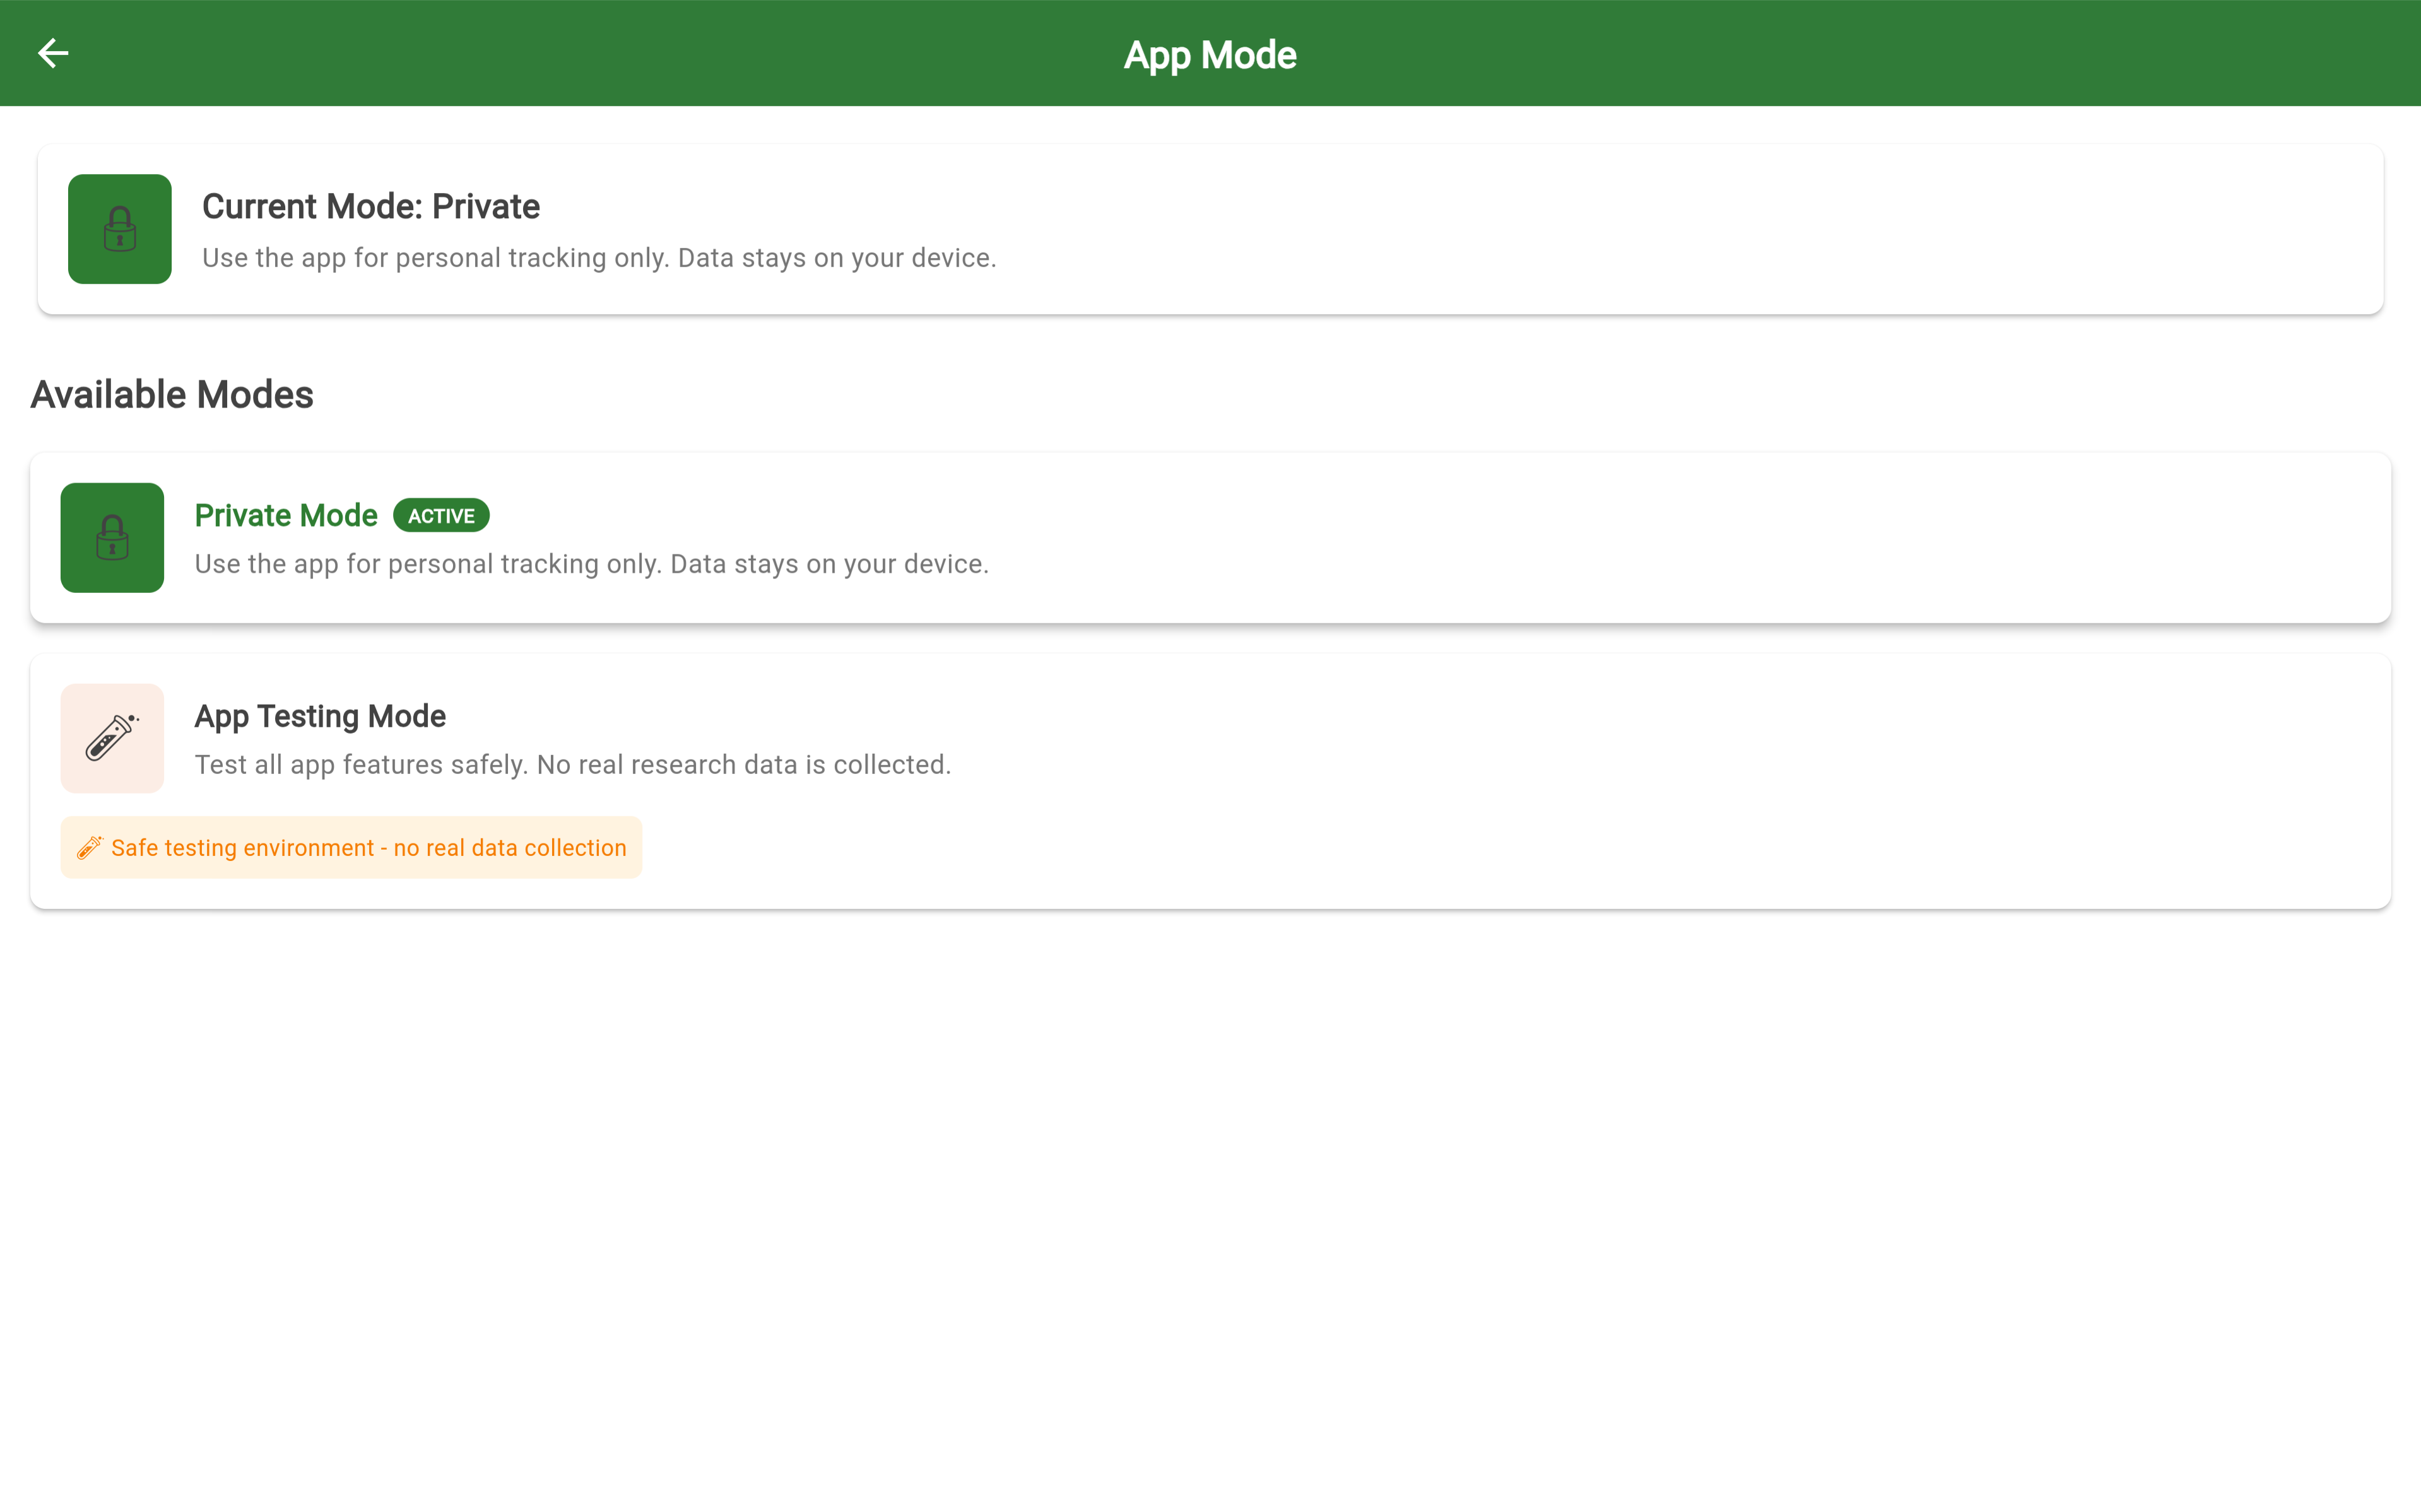 App Mode
Current Mode: Private
Use the app for personal tracking only. Data stays on your device.
Available Modes
Private Mode ACTIVE
Use the app for personal tracking only. Data stays on your device.
App Testing Mode
Test all app features safely. No real research data is collected.
Safe testing environment - no real data collection